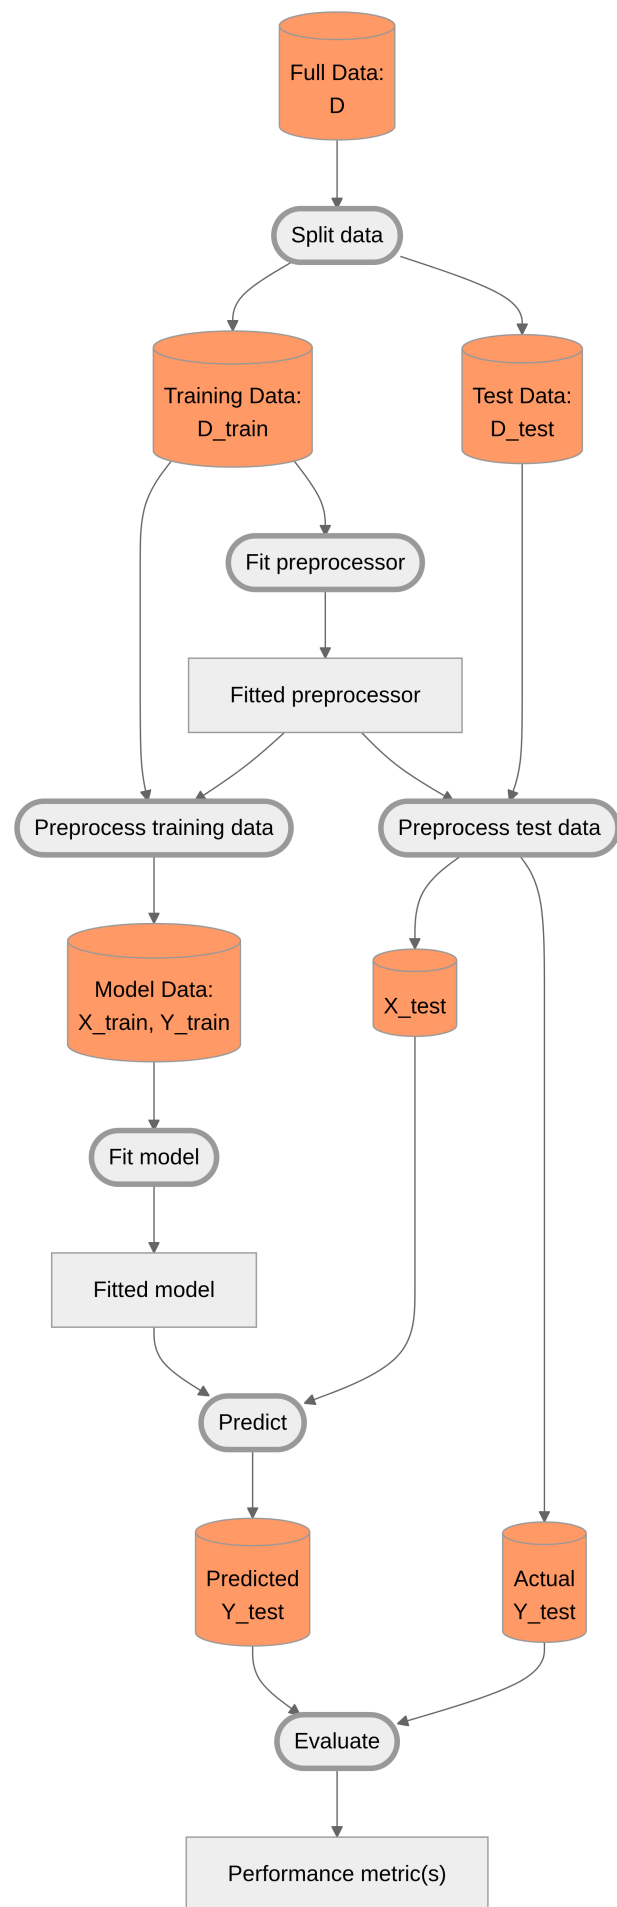 Full Data:
D
Split data
Training Data:
D_train
Test Data:
D_test
Fit preprocessor
Fitted preprocessor
Preprocess training data
Preprocess test data
Model Data:
X_train, Y_train
X_test
Fit model
Fitted model
Predict
Predicted
Y_test
Actual
Y_test
Evaluate
Performance metric(s)